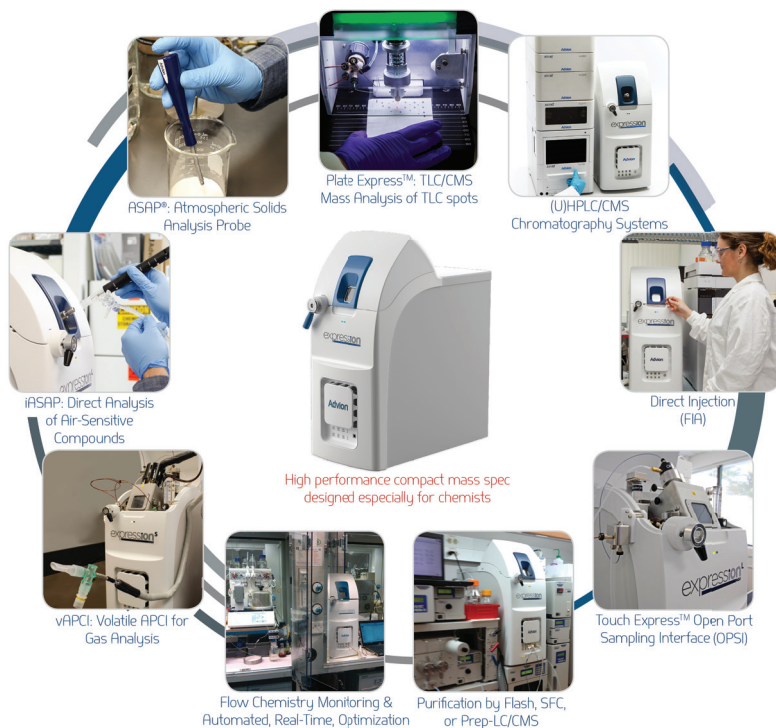 ASAP®: Atmospheric Solids
Analysis Probe
Plate Express™: TLC/CMS
Mass Analysis of TLC spots
Advion
(U)HPLC/CMS
Chromatography Systems
iASAP: Direct Analysis
of Air-Sensitive
Compounds
expression
Advion
High performance compact mass spec
designed especially for chemists
Direct Injection
(FIA)
expressionˢ
vAPCI: Volatile APCI for
Gas Analysis
expressionᴸ
Touch Express™ Open Port
Sampling Interface (OPSI)
Flow Chemistry Monitoring &
Automated, Real-Time, Optimization
Purification by Flash, SFC,
or Prep-LC/CMS